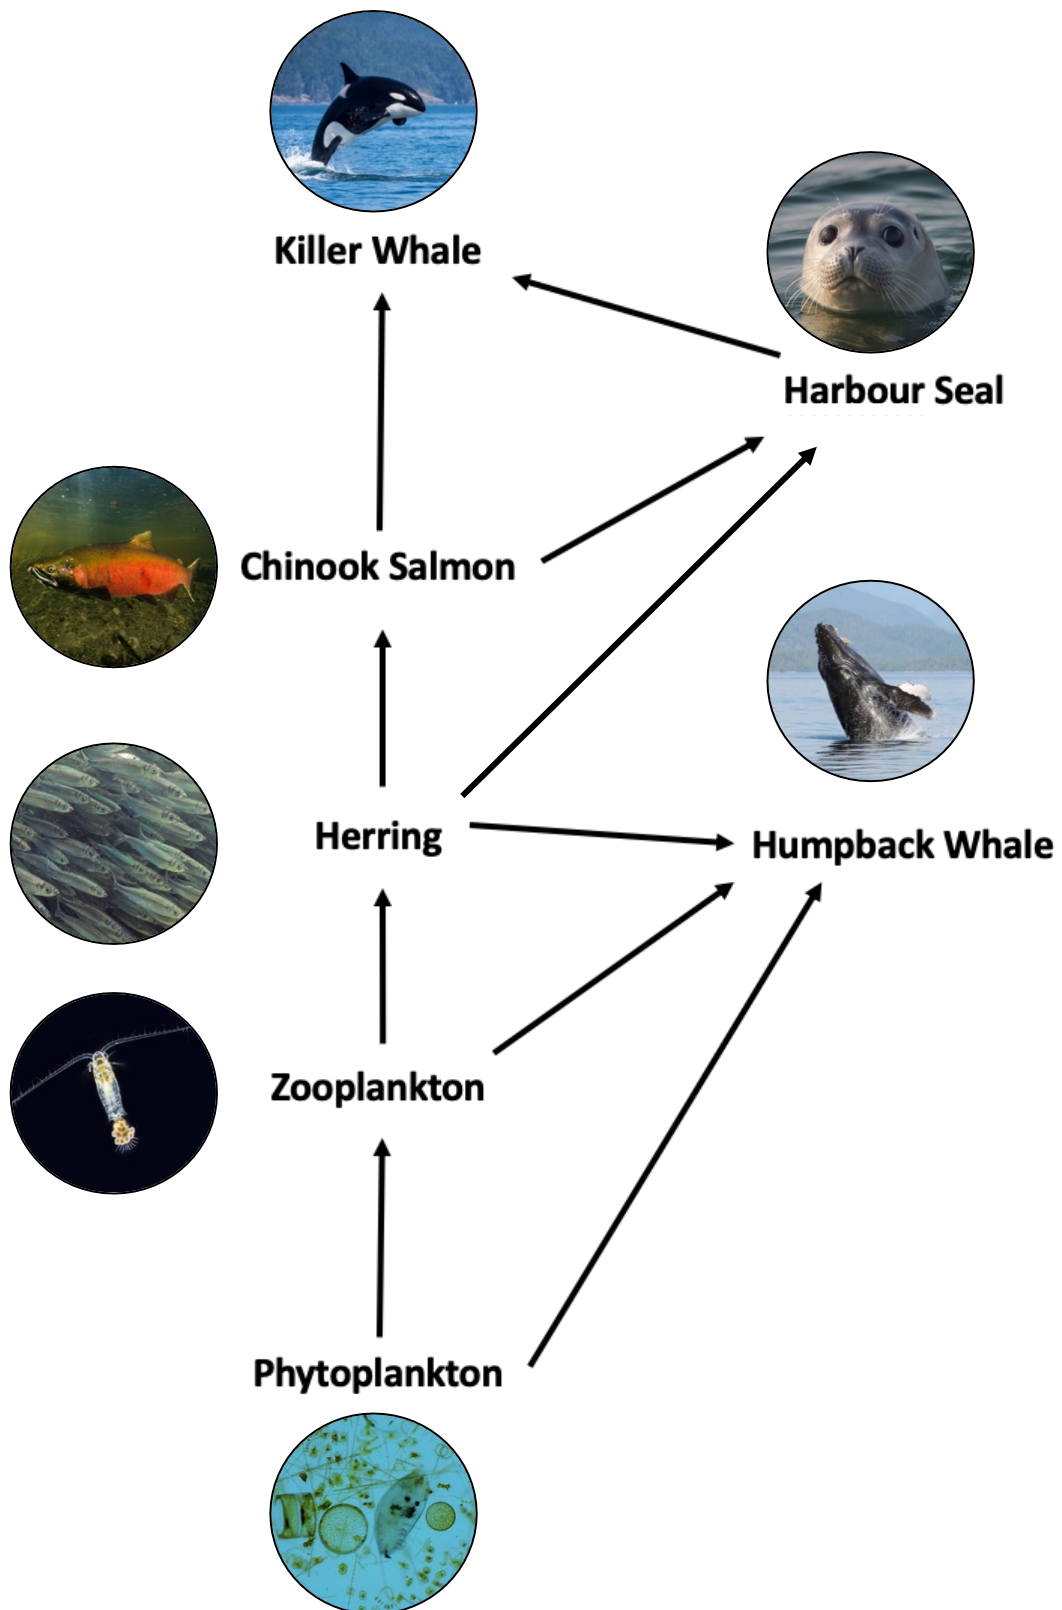 Killer Whale
Harbour Seal
Chinook Salmon
Herring
Humpback Whale
Zooplankton
Phytoplankton